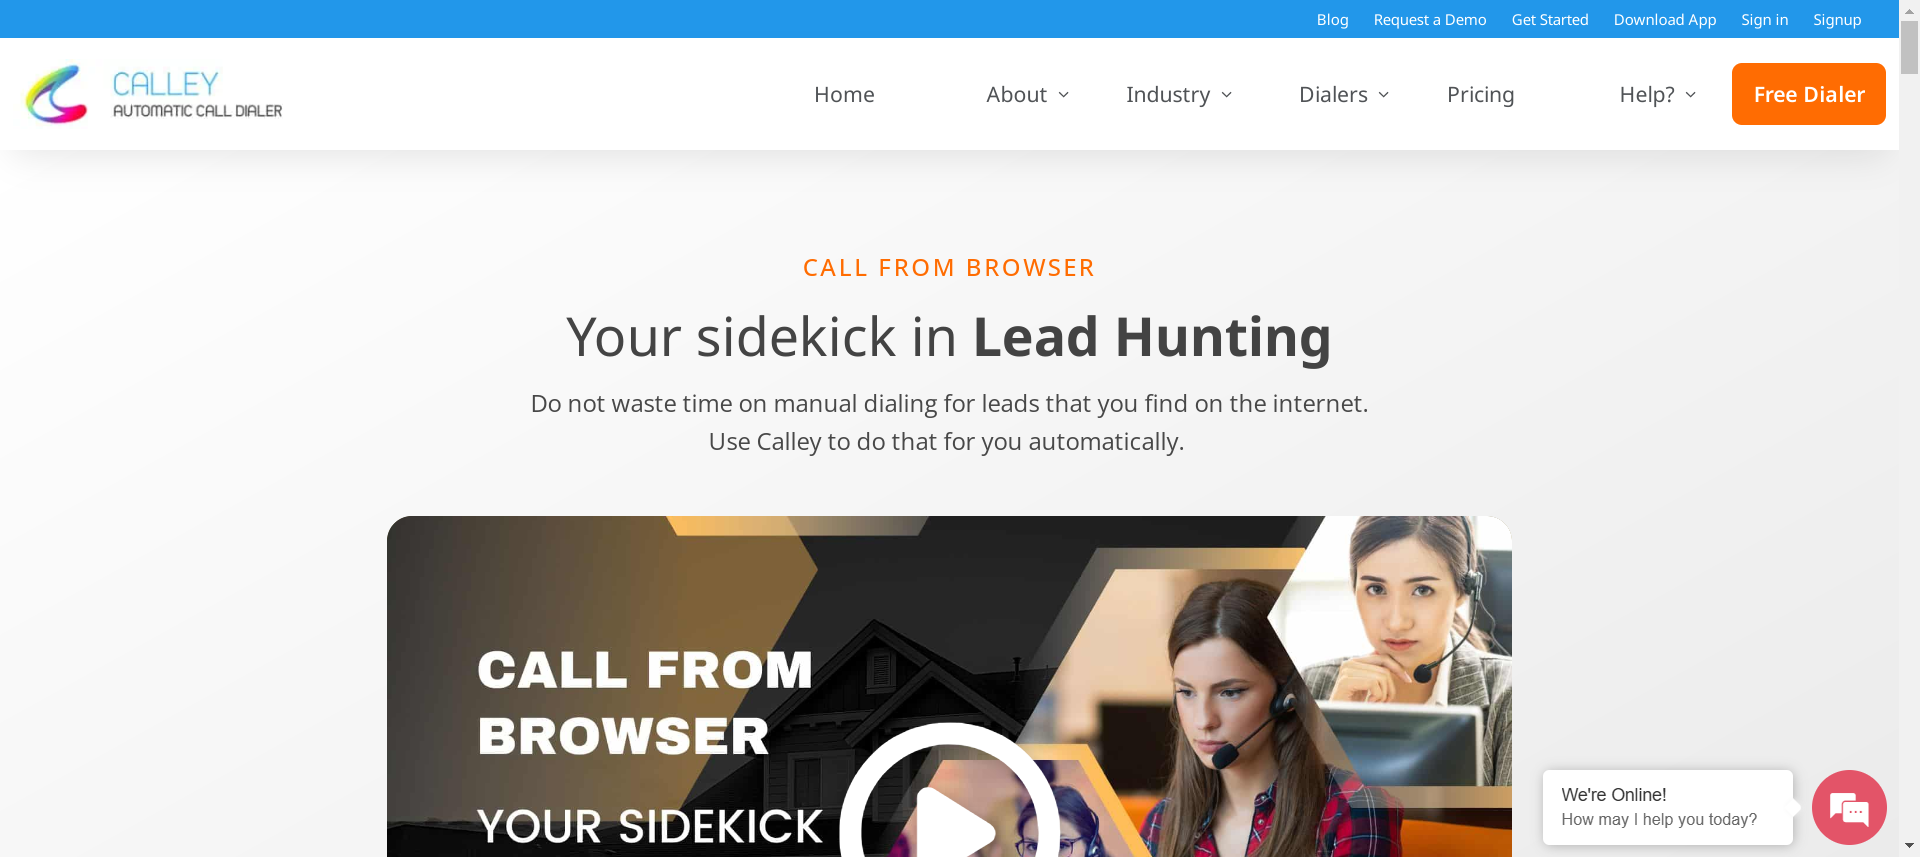 Blog Request a Demo Get Started Download App Sign in Signup
CALLEY
AUTOMATIC CALL DIALER
Home About Industry Dialers Pricing Help? Free Dialer
CALL FROM BROWSER
Your sidekick in Lead Hunting
Do not waste time on manual dialing for leads that you find on the internet.
Use Calley to do that for you automatically.
CALL FROM
BROWSER
YOUR SIDEKICK
We're Online!
How may I help you today?